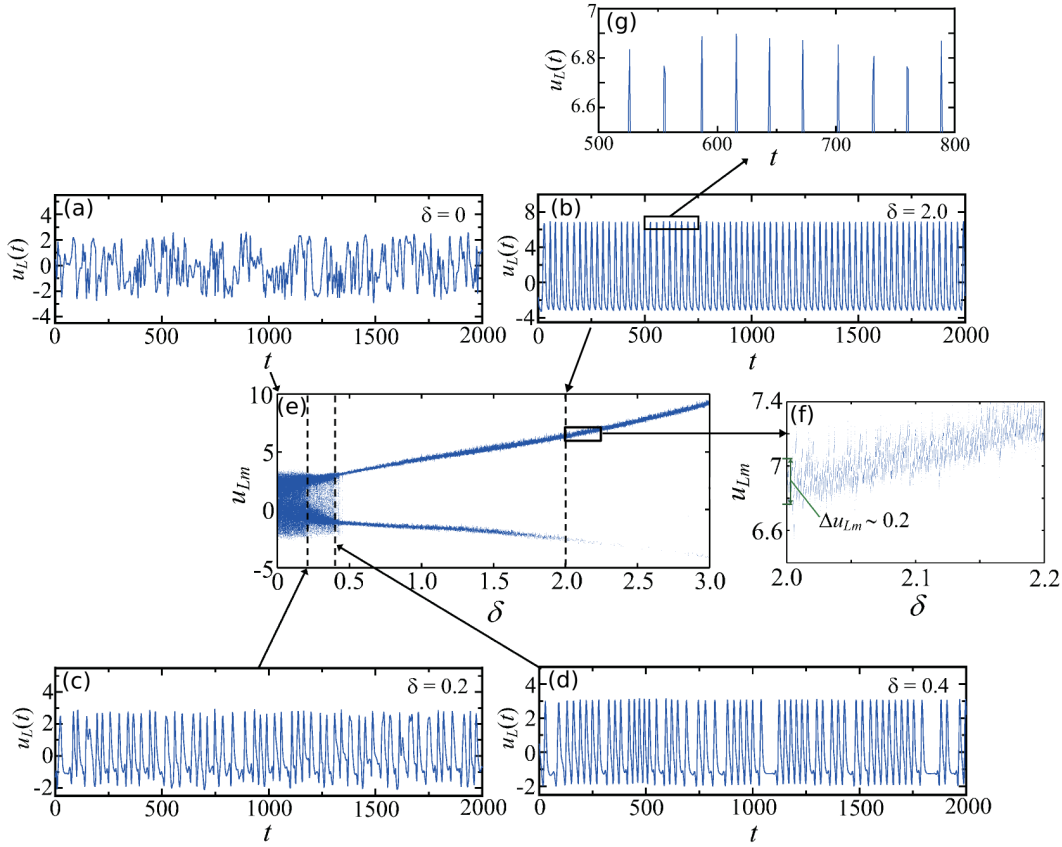 (g)
7
6.8
6.6
u_L(t)
500
600
700
800
t
(a)
δ = 0
4
2
0
-2
-4
u_L(t)
0
500
1000
1500
2000
t
(b)
δ = 2.0
8
4
0
-4
u_L(t)
0
500
1000
1500
2000
t
(e)
10
5
0
-5
u_Lm
0
0.5
1.0
1.5
2.0
2.5
3.0
δ
(f)
7.4
7
6.6
u_Lm
Δu_Lm ~ 0.2
2.0
2.1
2.2
δ
(c)
δ = 0.2
4
2
0
-2
u_L(t)
0
500
1000
1500
2000
t
(d)
δ = 0.4
4
2
0
-2
u_L(t)
0
500
1000
1500
2000
t